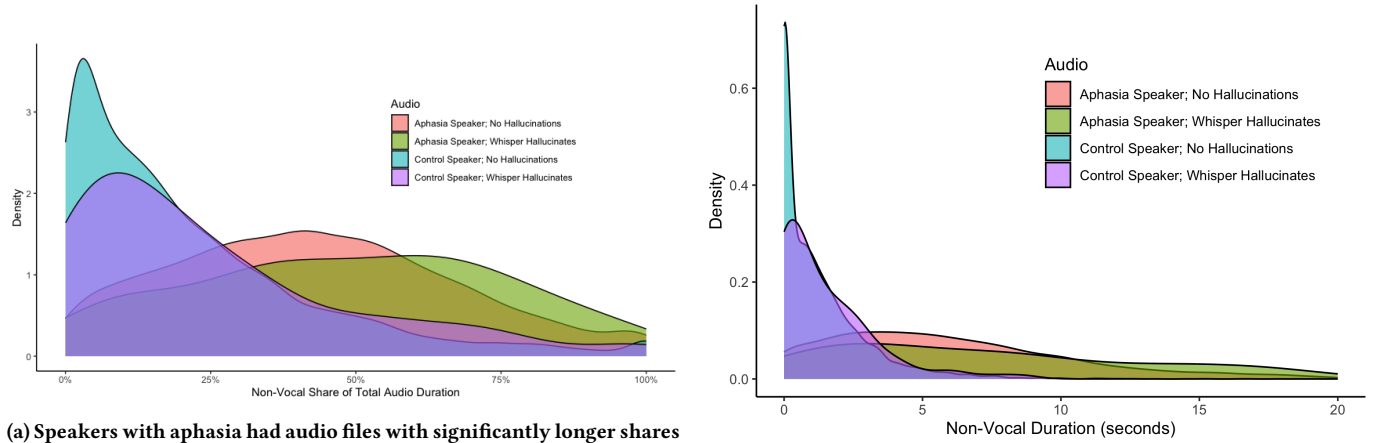 Density
3
2
1
0
0%
25%
50%
75%
100%
Non-Vocal Share of Total Audio Duration
Audio
Aphasia Speaker; No Hallucinations
Aphasia Speaker; Whisper Hallucinates
Control Speaker; No Hallucinations
Control Speaker; Whisper Hallucinates
(a) Speakers with aphasia had audio files with significantly longer shares
Density
0.6
0.4
0.2
0.0
0
5
10
15
20
Non-Vocal Duration (seconds)
Audio
Aphasia Speaker; No Hallucinations
Aphasia Speaker; Whisper Hallucinates
Control Speaker; No Hallucinations
Control Speaker; Whisper Hallucinates